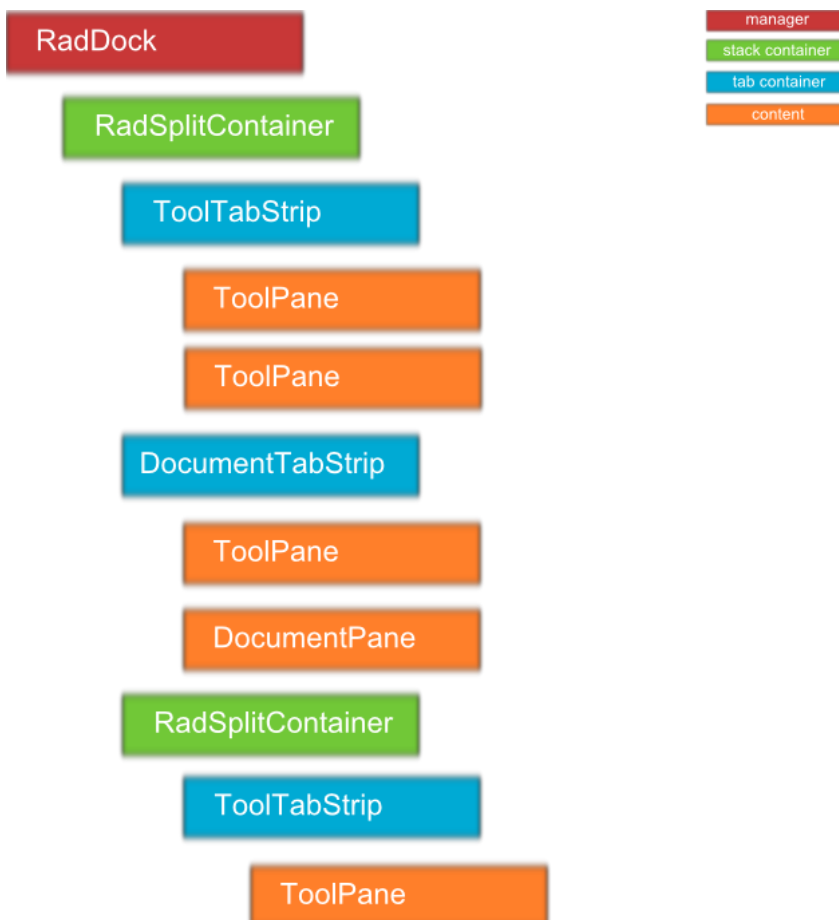 RadDock
RadSplitContainer
ToolTabStrip
ToolPane
ToolPane
DocumentTabStrip
ToolPane
DocumentPane
RadSplitContainer
ToolTabStrip
ToolPane
manager
stack container
tab container
content